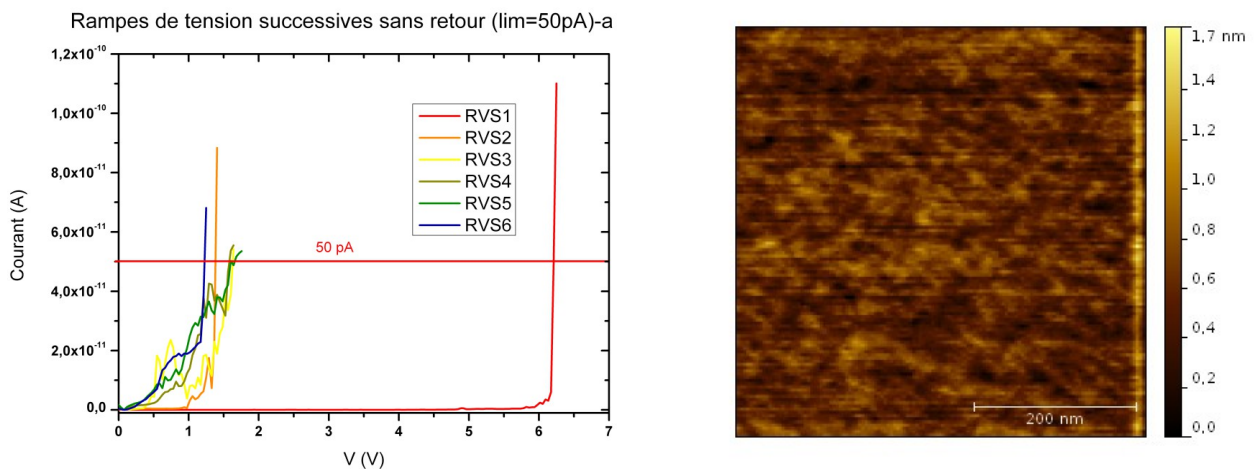 Rampes de tension successives sans retour (lim=50pA)-a
1,2x10⁻¹⁰
1,0x10⁻¹⁰
8,0x10⁻¹¹
6,0x10⁻¹¹
4,0x10⁻¹¹
2,0x10⁻¹¹
0,0
Courant (A)
RVS1
RVS2
RVS3
RVS4
RVS5
RVS6
50 pA
0 1 2 3 4 5 6 7
V (V)
200 nm
1,7 nm
1,4
1,2
1,0
0,8
0,6
0,4
0,2
0,0